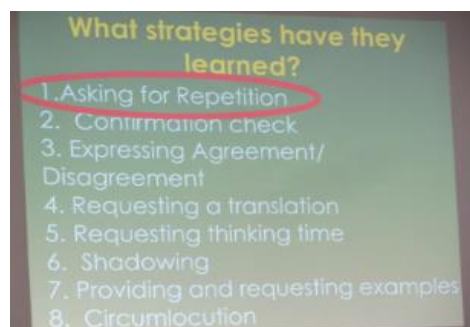 What strategies have they
learned?
1.Asking for Repetition
2. Confirmation check
3. Expressing Agreement/
Disagreement
4. Requesting a translation
5. Requesting thinking time
6. Shadowing
7. Providing and requesting examples
8. Circumlocution